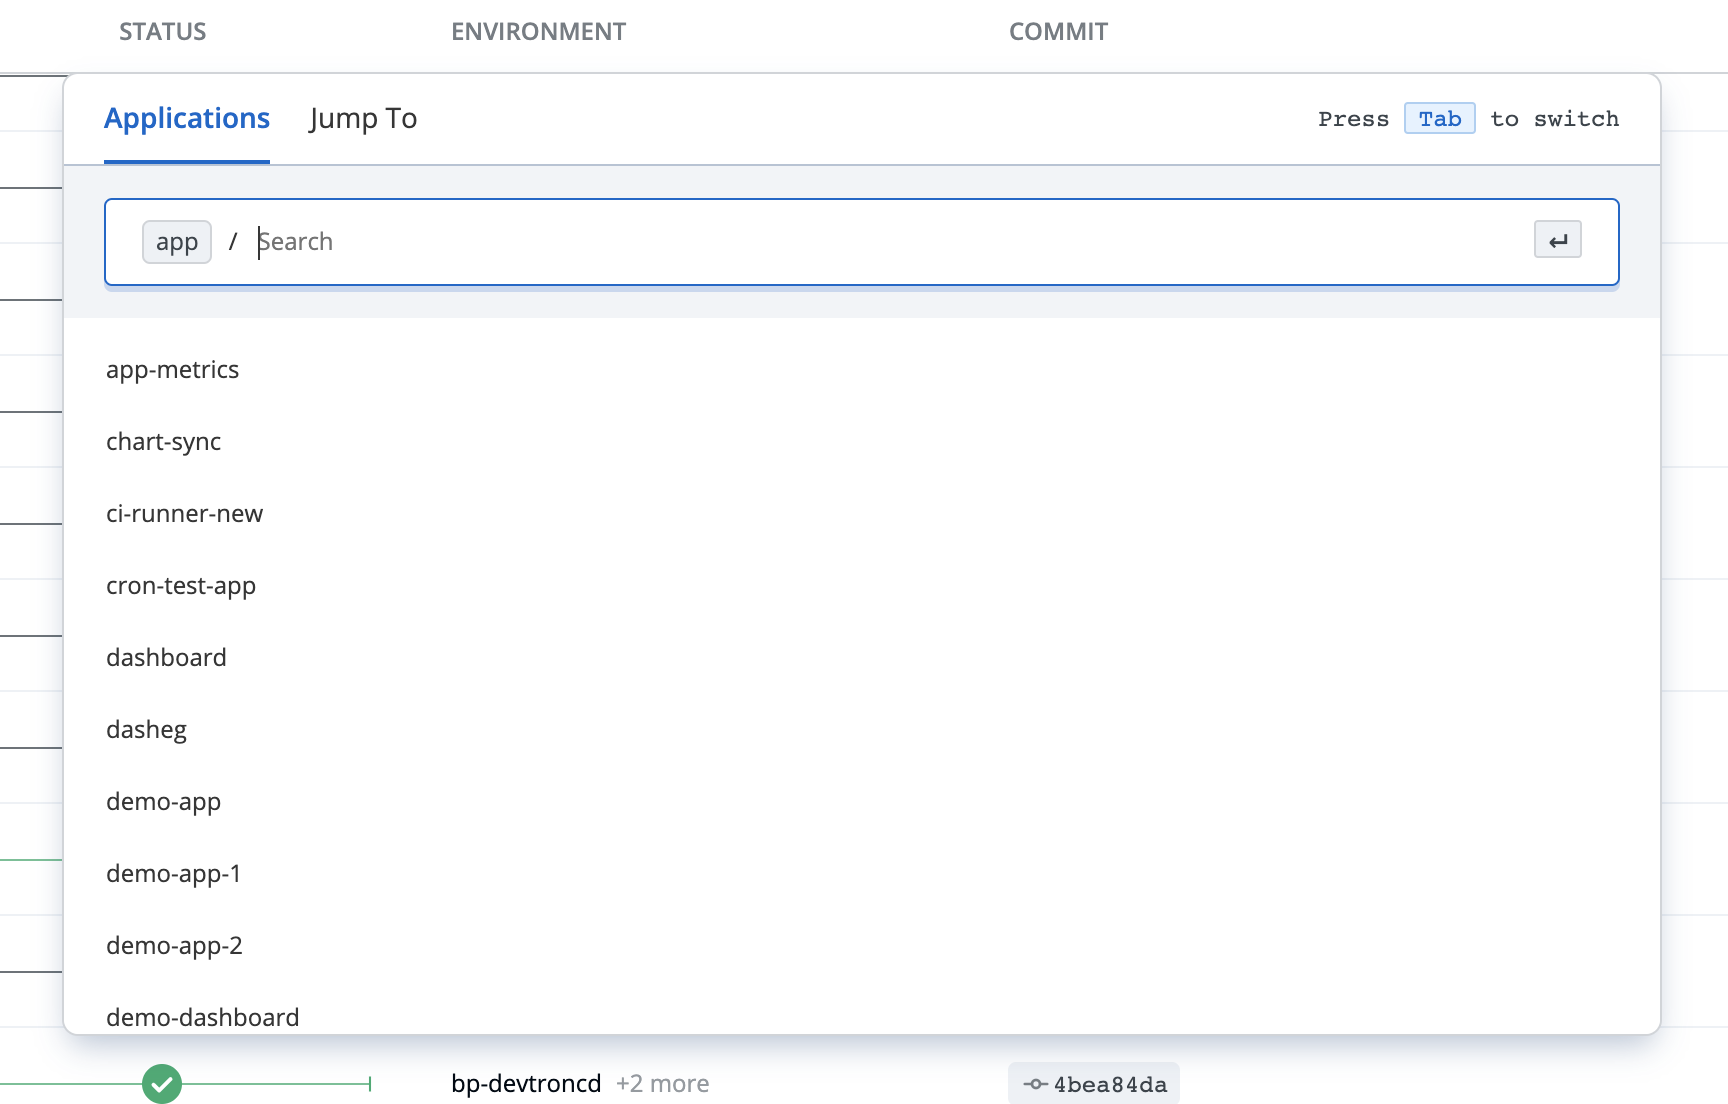 STATUS ENVIRONMENT COMMIT
Applications Jump To Press Tab to switch
app / Search
app-metrics
chart-sync
ci-runner-new
cron-test-app
dashboard
dasheg
demo-app
demo-app-1
demo-app-2
demo-dashboard
bp-devtroncd +2 more 4bea84da